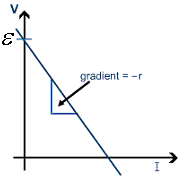 V
ε
gradient = -r
I